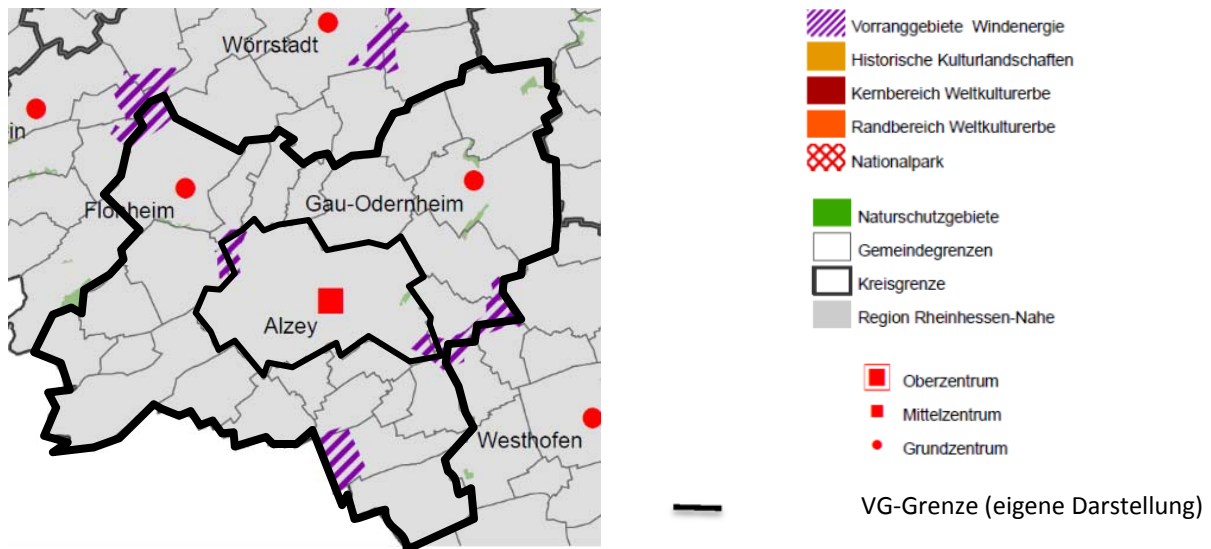 Wörrstadt
in
Flonheim
Gau-Odernheim
Alzey
Westhofen
Vorranggebiete Windenergie
Historische Kulturlandschaften
Kernbereich Weltkulturerbe
Randbereich Weltkulturerbe
Nationalpark
Naturschutzgebiete
Gemeindegrenzen
Kreisgrenze
Region Rheinhessen-Nahe
Oberzentrum
Mittelzentrum
Grundzentrum
VG-Grenze (eigene Darstellung)